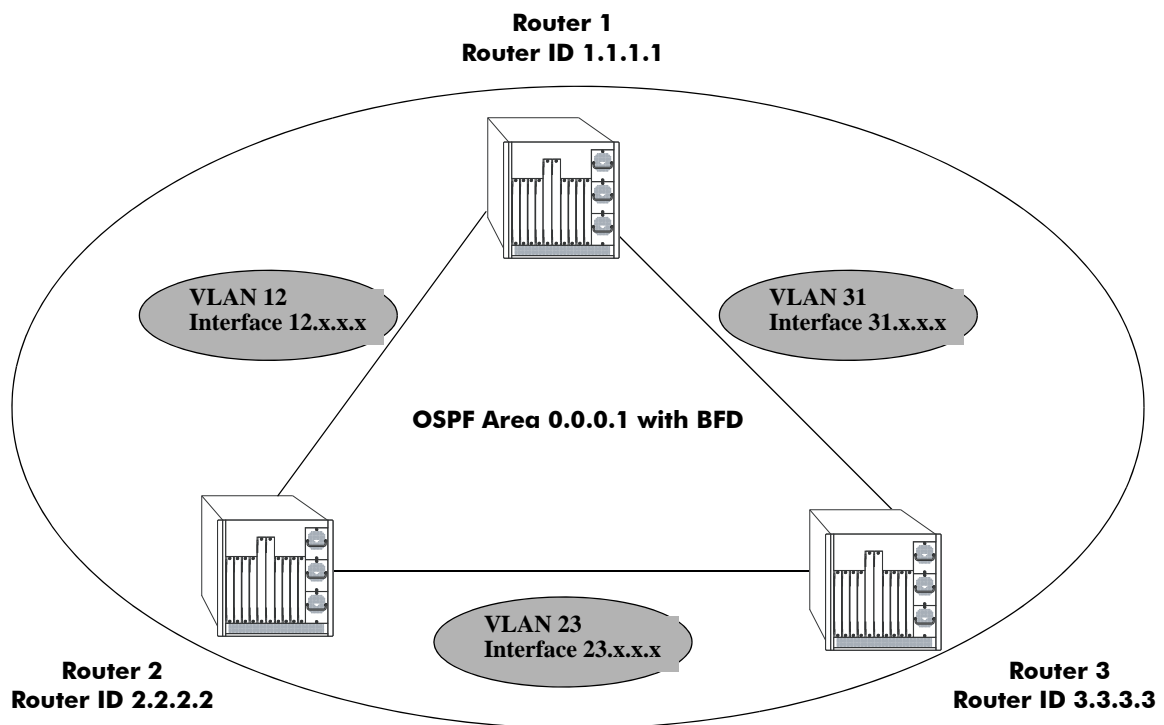 Router 1
Router ID 1.1.1.1
VLAN 12
Interface 12.x.x.x
VLAN 31
Interface 31.x.x.x
OSPF Area 0.0.0.1 with BFD
VLAN 23
Interface 23.x.x.x
Router 2
Router ID 2.2.2.2
Router 3
Router ID 3.3.3.3